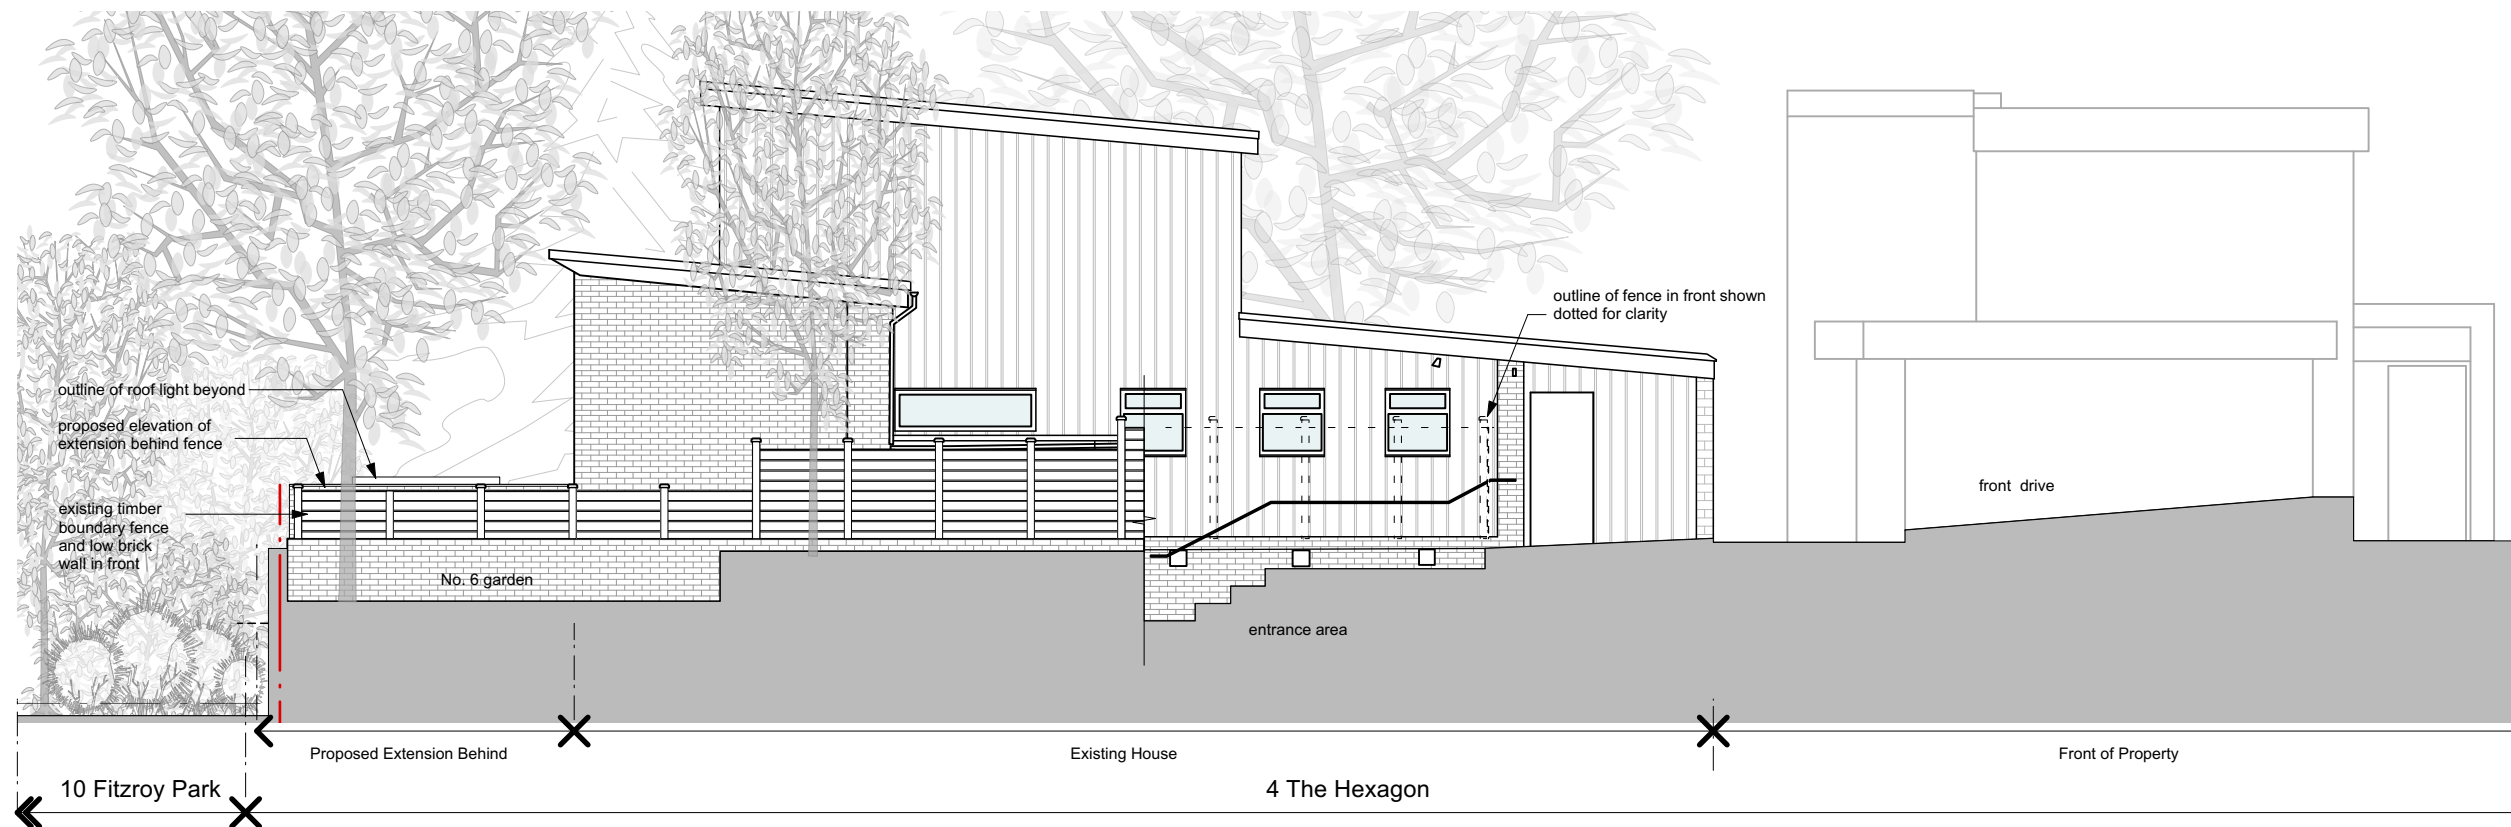 outline of fence in front shown
dotted for clarity
outline of roof light beyond
proposed elevation of
extension behind fence
existing timber
boundary fence
and low brick
wall in front
No. 6 garden
front drive
entrance area
Proposed Extension Behind
Existing House
Front of Property
10 Fitzroy Park
4 The Hexagon